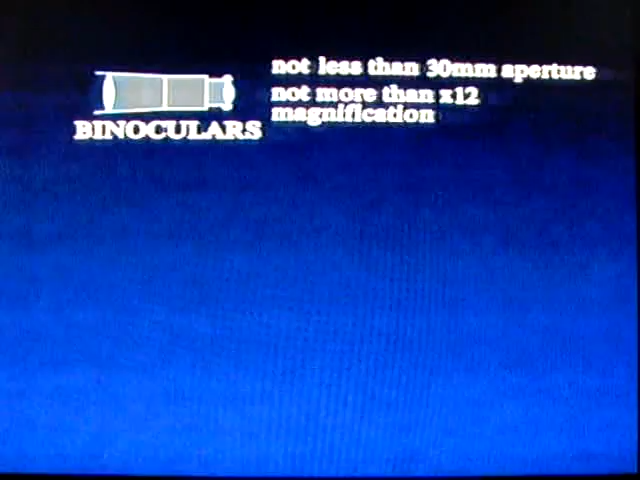 not less than 30mm aperture
not more than x12
magnification
BINOCULARS